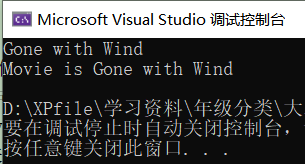 Microsoft Visual Studio 调试控制台
Gone with Wind
Movie is Gone with Wind
D:\XPfile\学习资料\年级分类\大
要在调试停止时自动关闭控制台，
按任意键关闭此窗口. . .